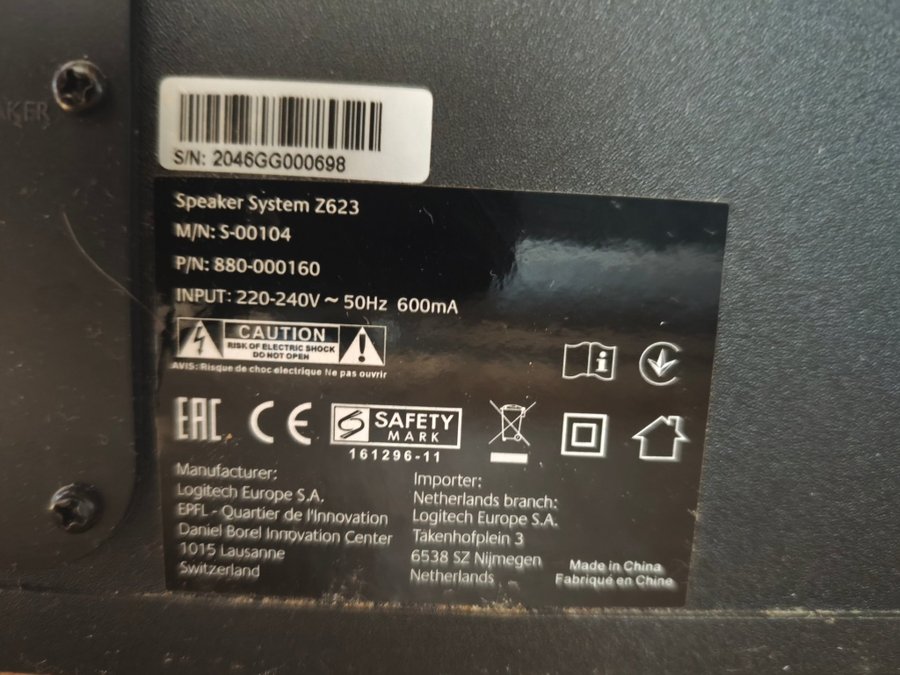 AKER
S/N: 2046GG000698
Speaker System Z623
M/N: S-00104
P/N: 880-000160
INPUT: 220-240V ~ 50Hz 600mA
CAUTION
RISK OF ELECTRIC SHOCK
DO NOT OPEN
AVIS: Risque de choc electrique Ne pas ouvrir
EAC CE SAFETY
MARK
161296-11
Manufacturer:
Logitech Europe S.A.
EPFL - Quartier de l'Innovation
Daniel Borel Innovation Center
1015 Lausanne
Switzerland
Importer:
Netherlands branch:
Logitech Europe S.A.
Takenhofplein 3
6538 SZ Nijmegen
Netherlands
Made in China
Fabriqué en Chine